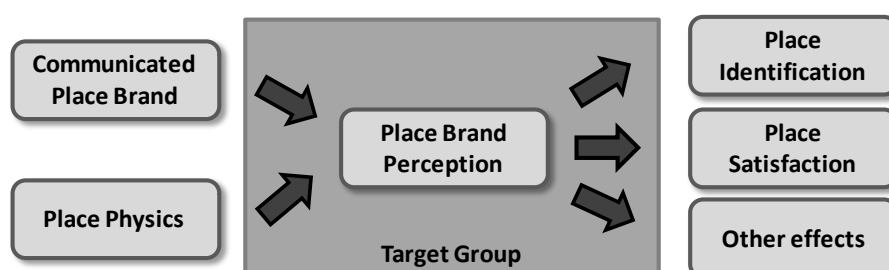 Communicated
Place Brand
Place Physics
Place Brand
Perception
Target Group
Place
Identification
Place
Satisfaction
Other effects